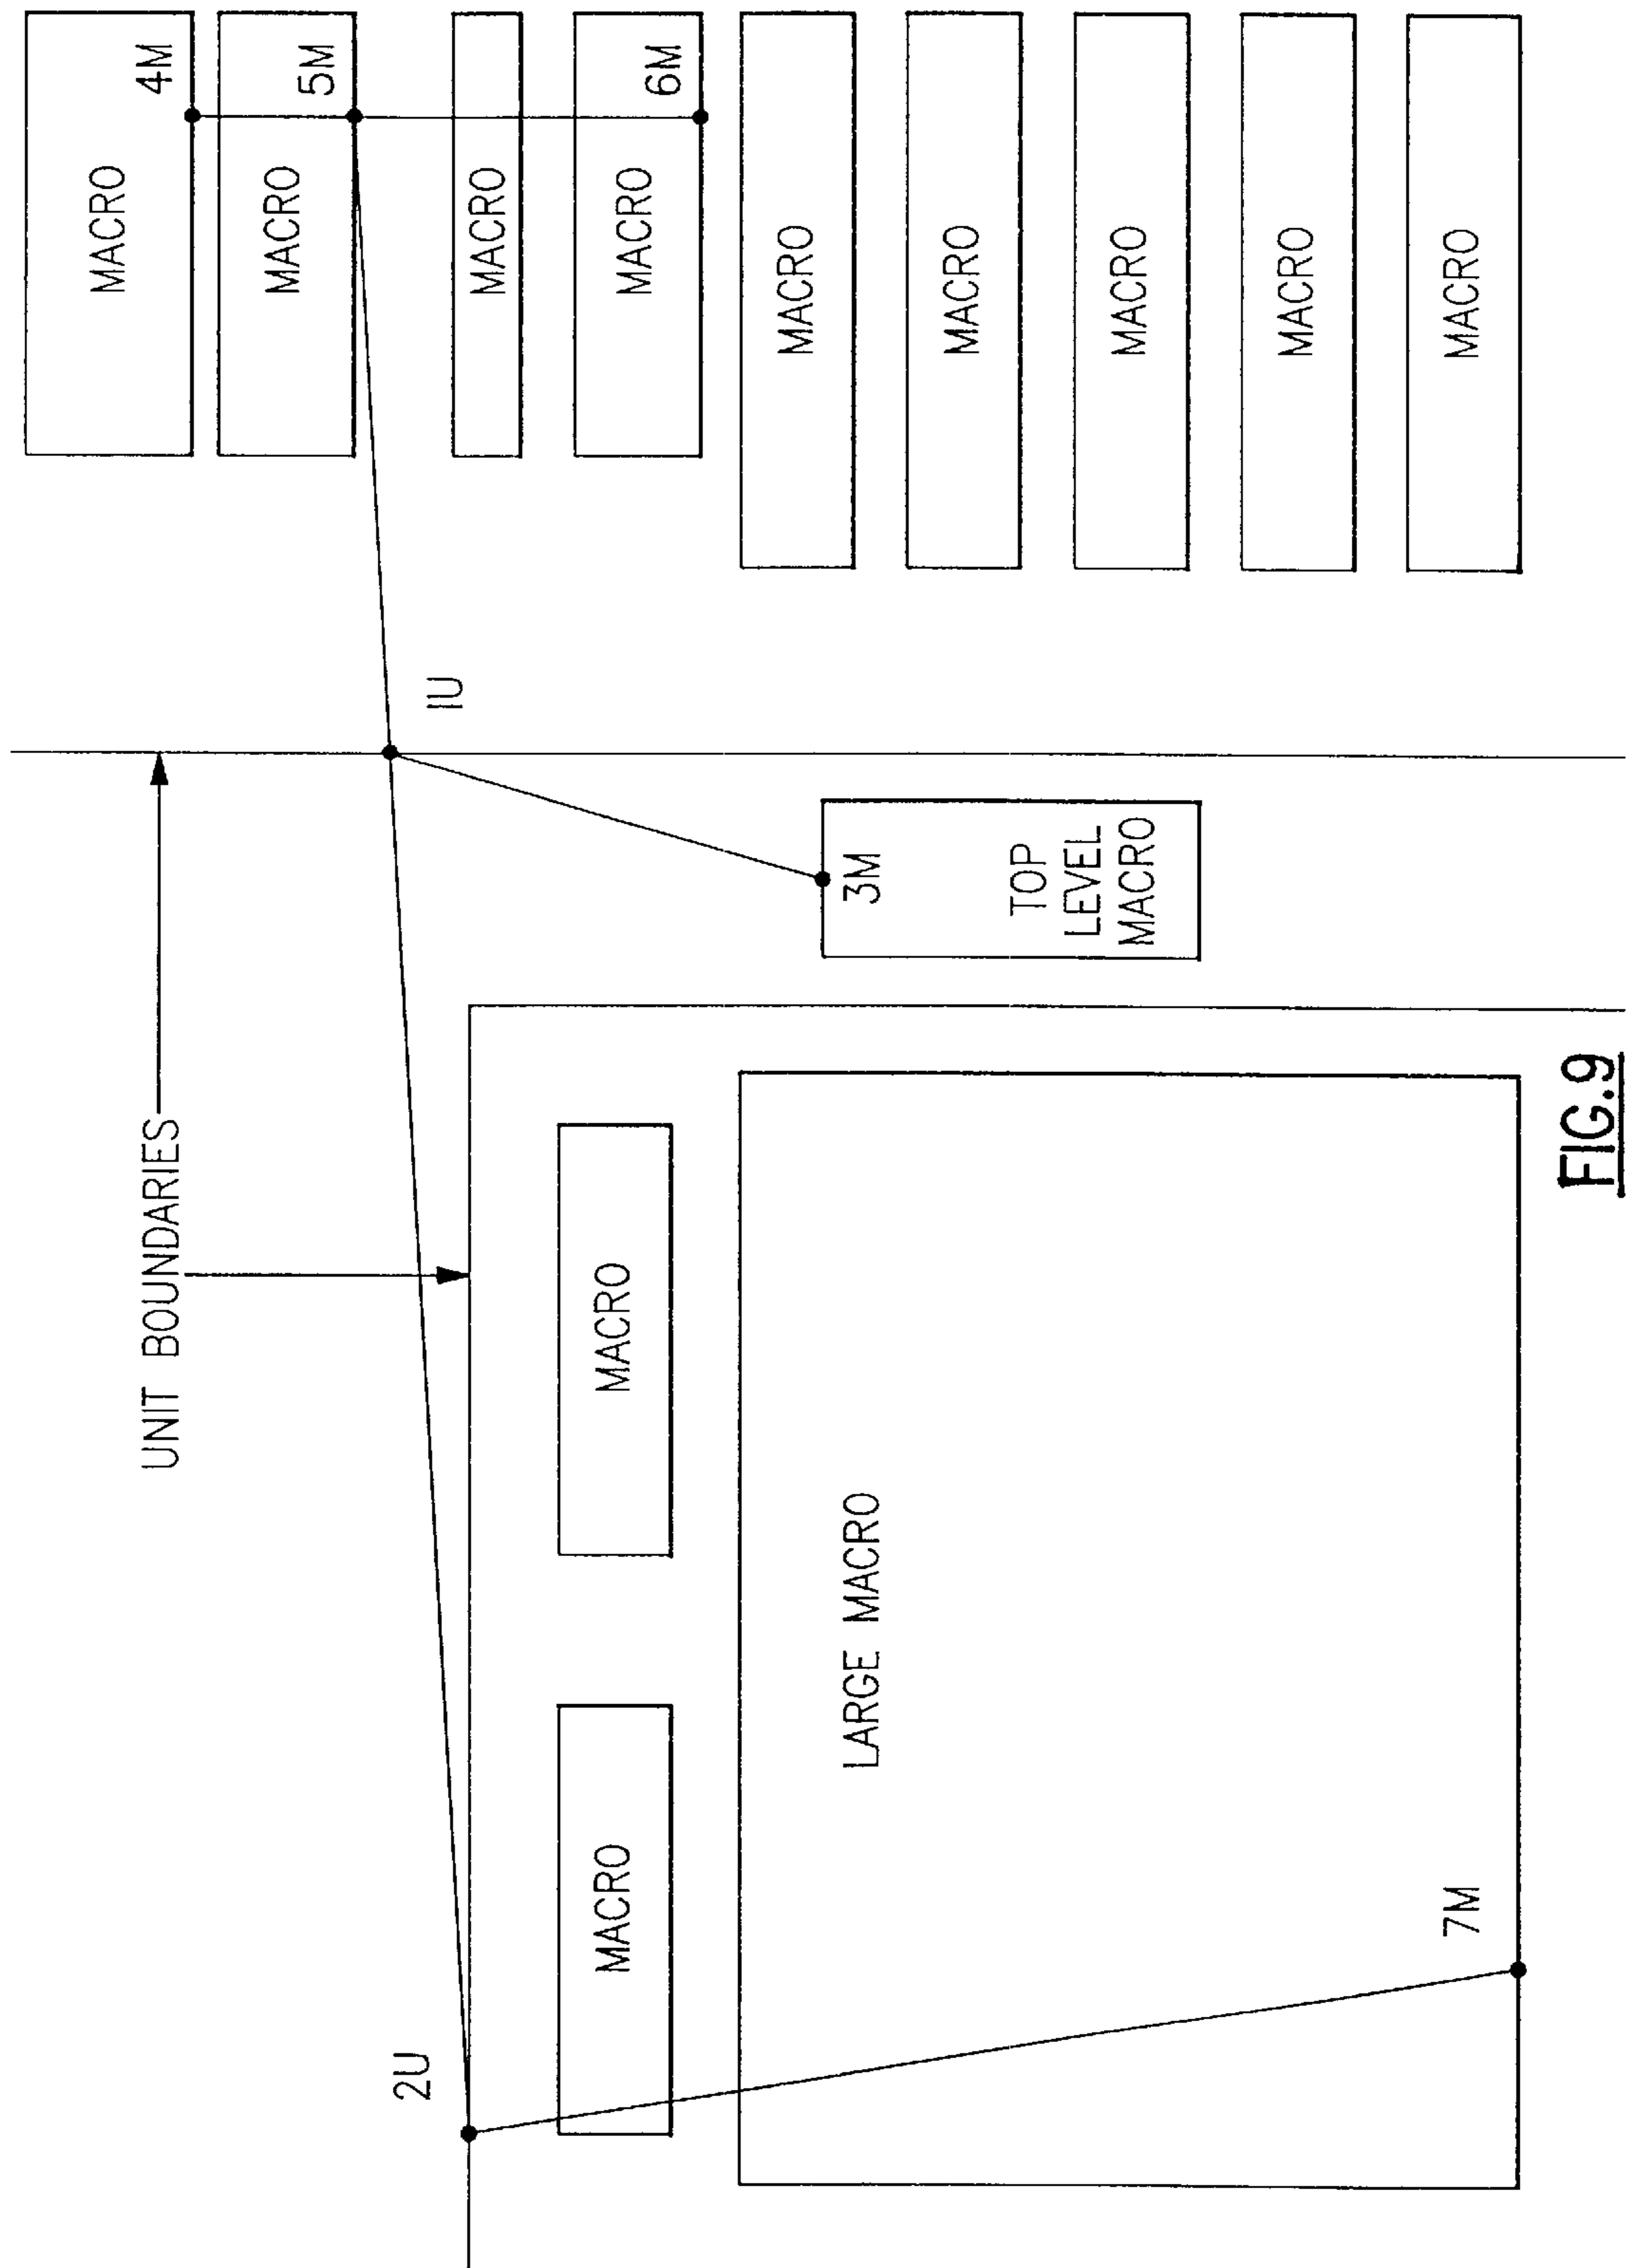 MACRO
4M
UNIT BOUNDARIES
MACRO
5M
2U
1U
MACRO
MACRO
MACRO
MACRO
6M
MACRO
LARGE MACRO
3M
MACRO
TOP
LEVEL
MACRO
MACRO
MACRO
7M
MACRO
FIG.9